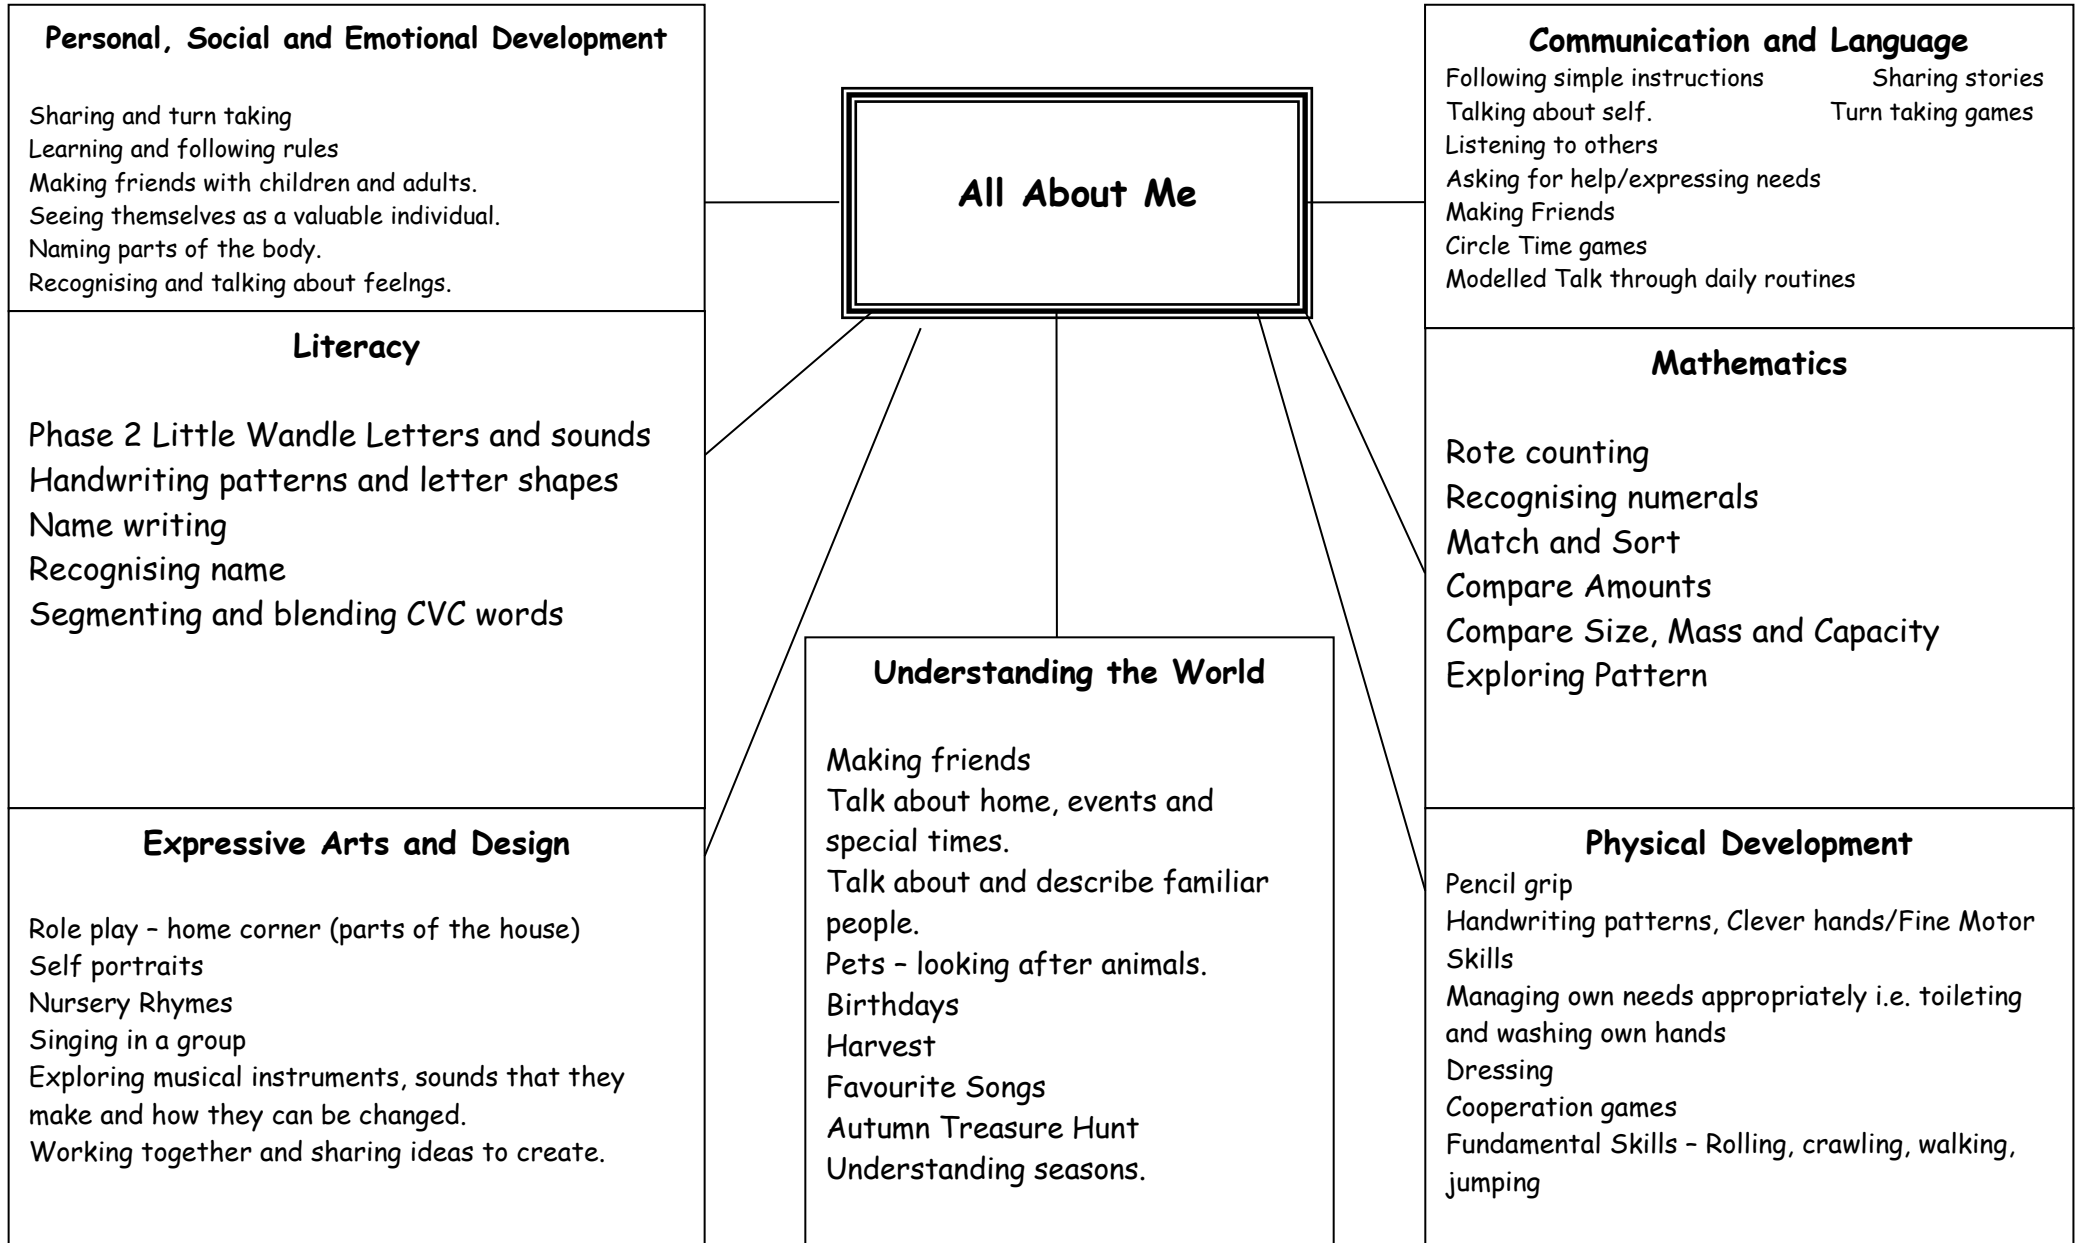 Personal, Social and Emotional Development
Sharing and turn taking
Learning and following rules
Making friends with children and adults.
Seeing themselves as a valuable individual.
Naming parts of the body.
Recognising and talking about feelngs.
Literacy
Phase 2 Little Wandle Letters and sounds
Handwriting patterns and letter shapes
Name writing
Recognising name
Segmenting and blending CVC words
Expressive Arts and Design
Role play – home corner (parts of the house)
Self portraits
Nursery Rhymes
Singing in a group
Exploring musical instruments, sounds that they
make and how they can be changed.
Working together and sharing ideas to create.
All About Me
Understanding the World
Making friends
Talk about home, events and
special times.
Talk about and describe familiar
people.
Pets – looking after animals.
Birthdays
Harvest
Favourite Songs
Autumn Treasure Hunt
Understanding seasons.
Communication and Language
Following simple instructions Sharing stories
Talking about self. Turn taking games
Listening to others
Asking for help/expressing needs
Making Friends
Circle Time games
Modelled Talk through daily routines
Mathematics
Rote counting
Recognising numerals
Match and Sort
Compare Amounts
Compare Size, Mass and Capacity
Exploring Pattern
Physical Development
Pencil grip
Handwriting patterns, Clever hands/Fine Motor
Skills
Managing own needs appropriately i.e. toileting
and washing own hands
Dressing
Cooperation games
Fundamental Skills – Rolling, crawling, walking,
jumping